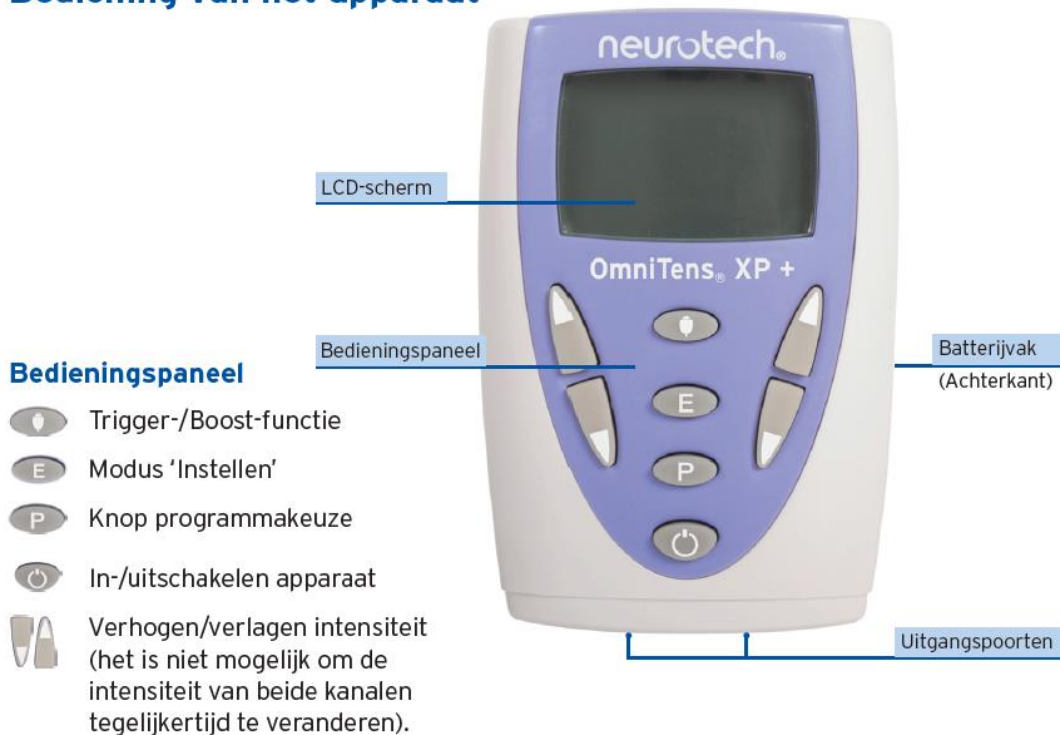 Bediening van het apparaat
neurotech®
LCD-scherm
OmniTens® XP +
Bedieningspaneel
E
P
Batterijvak
(Achterkant)
Uitgangspoorten
Bedieningspaneel
Trigger-/Boost-functie
E Modus ‘Instellen’
P Knop programmakeuze
In-/uitschakelen apparaat
Verhogen/verlagen intensiteit
(het is niet mogelijk om de
intensiteit van beide kanalen
tegelijkertijd te veranderen).